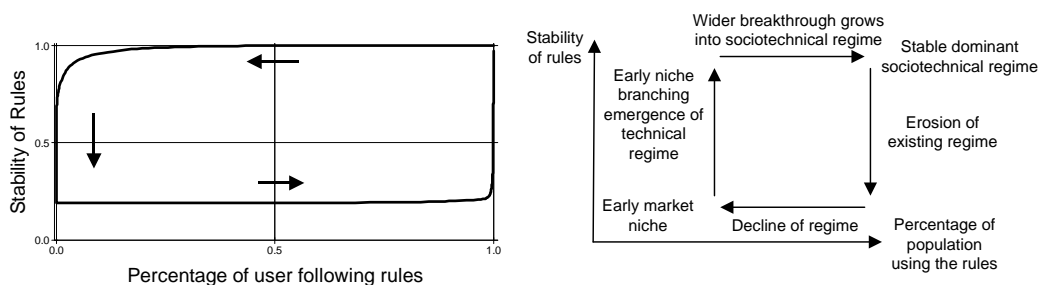 Stability of Rules
1.0
0.5
0.0
0.0
0.5
1.0
Percentage of user following rules
Stability
of rules
Wider breakthrough grows
into sociotechnical regime
Stable dominant
sociotechnical regime
Early niche
branching
emergence of
technical
regime
Erosion of
existing regime
Early market
niche
Decline of regime
Percentage of
population
using the rules